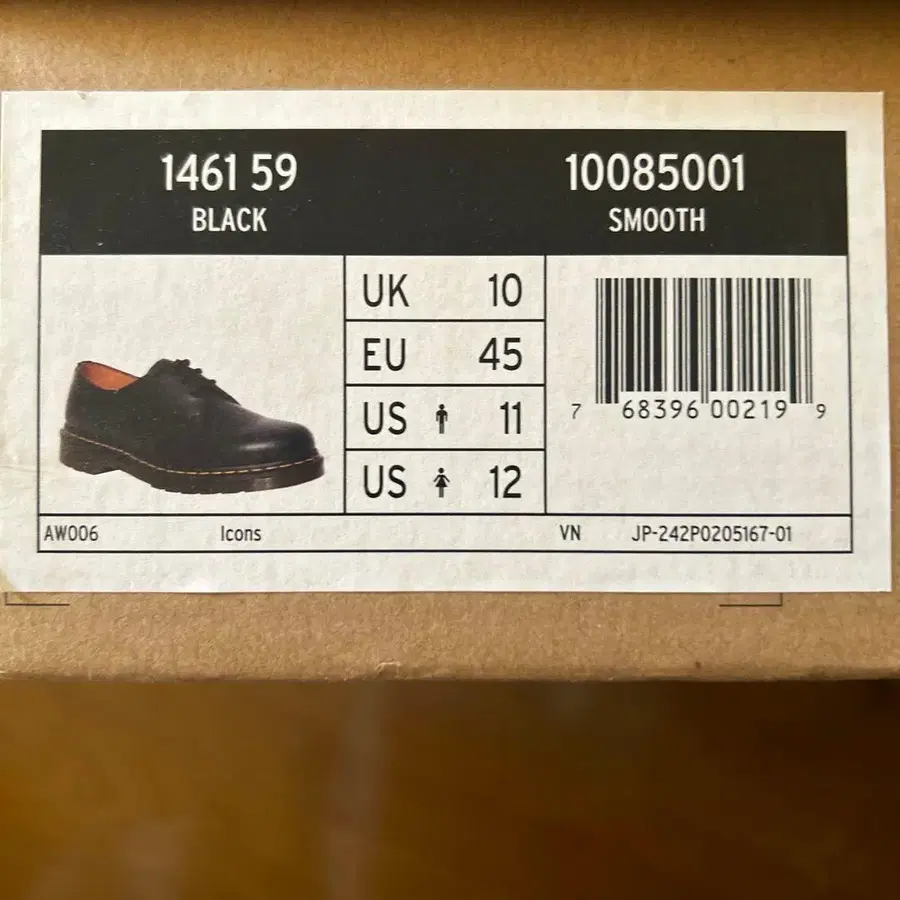 1461 59
BLACK
10085001
SMOOTH
UK 10
EU 45
US 11
US 12
7 68396 00219 9
AW006 Icons VN JP-242P0205167-01